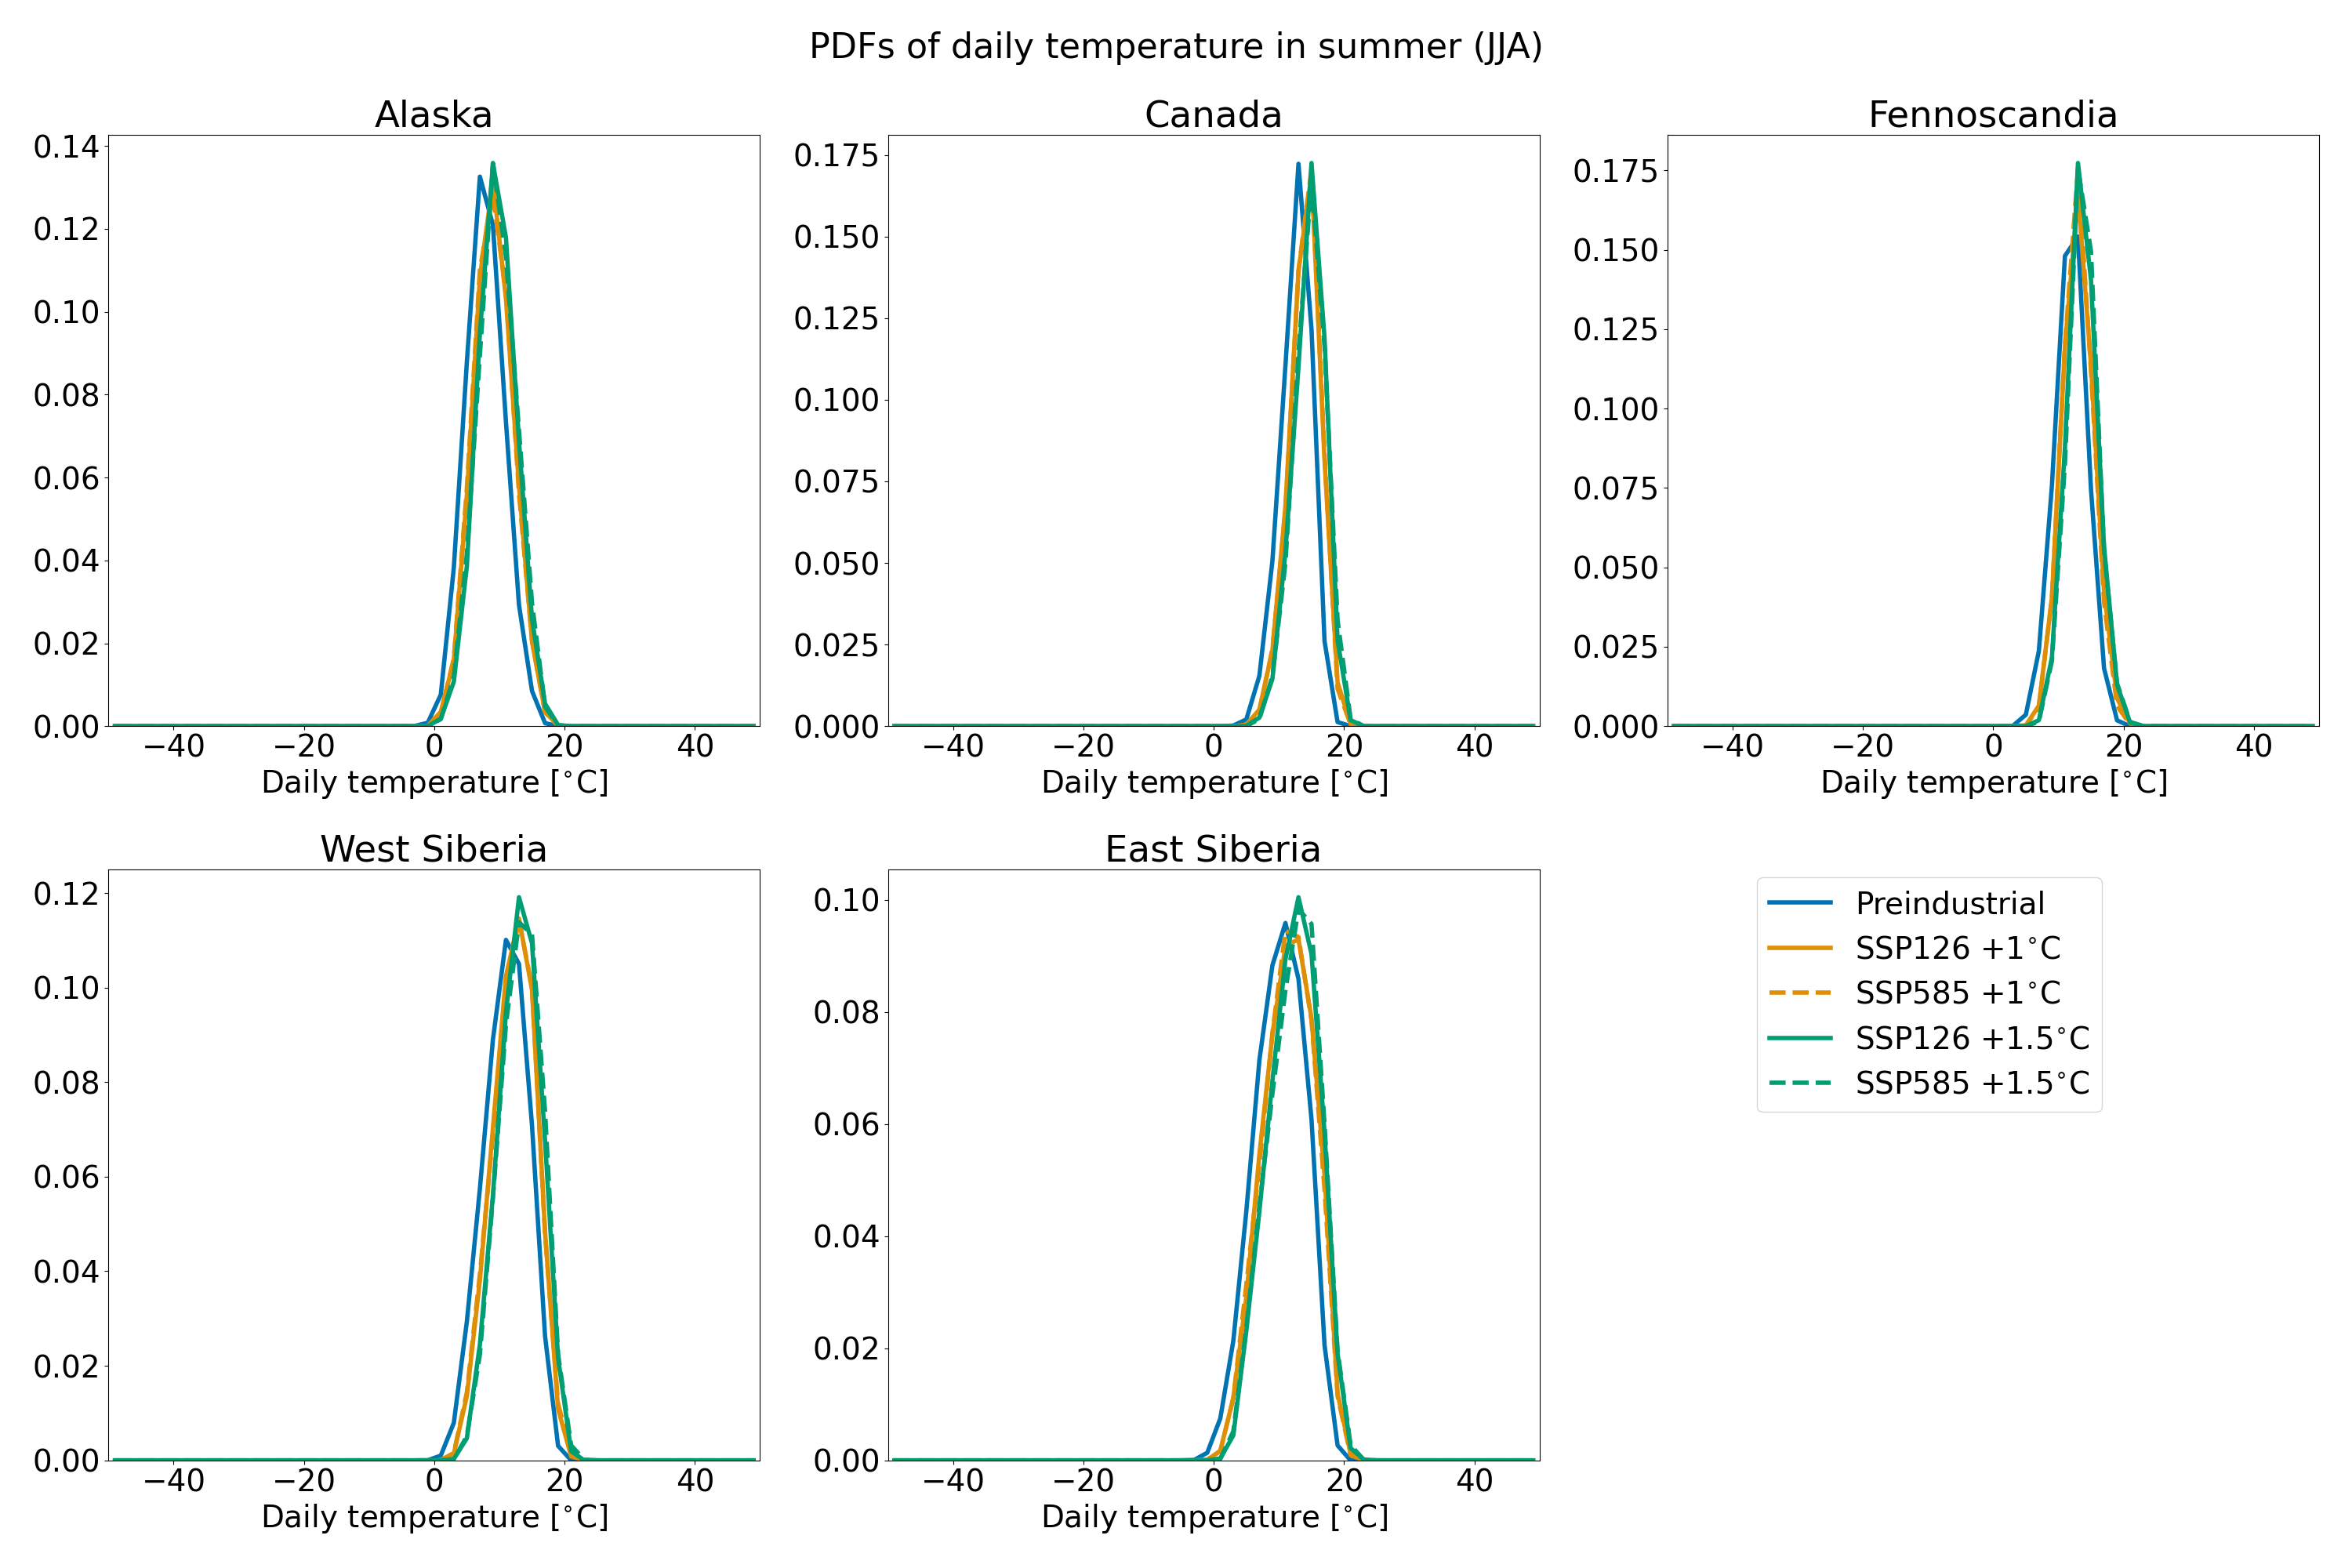 PDFs of daily temperature in summer (JJA)
Alaska
0.14
0.12
0.10
0.08
0.06
0.04
0.02
0.00
−40 −20 0 20 40
Daily temperature [°C]
Canada
0.175
0.150
0.125
0.100
0.075
0.050
0.025
0.000
−40 −20 0 20 40
Daily temperature [°C]
Fennoscandia
0.175
0.150
0.125
0.100
0.075
0.050
0.025
0.000
−40 −20 0 20 40
Daily temperature [°C]
West Siberia
0.12
0.10
0.08
0.06
0.04
0.02
0.00
−40 −20 0 20 40
Daily temperature [°C]
East Siberia
0.10
0.08
0.06
0.04
0.02
0.00
−40 −20 0 20 40
Daily temperature [°C]
Preindustrial
SSP126 +1°C
SSP585 +1°C
SSP126 +1.5°C
SSP585 +1.5°C